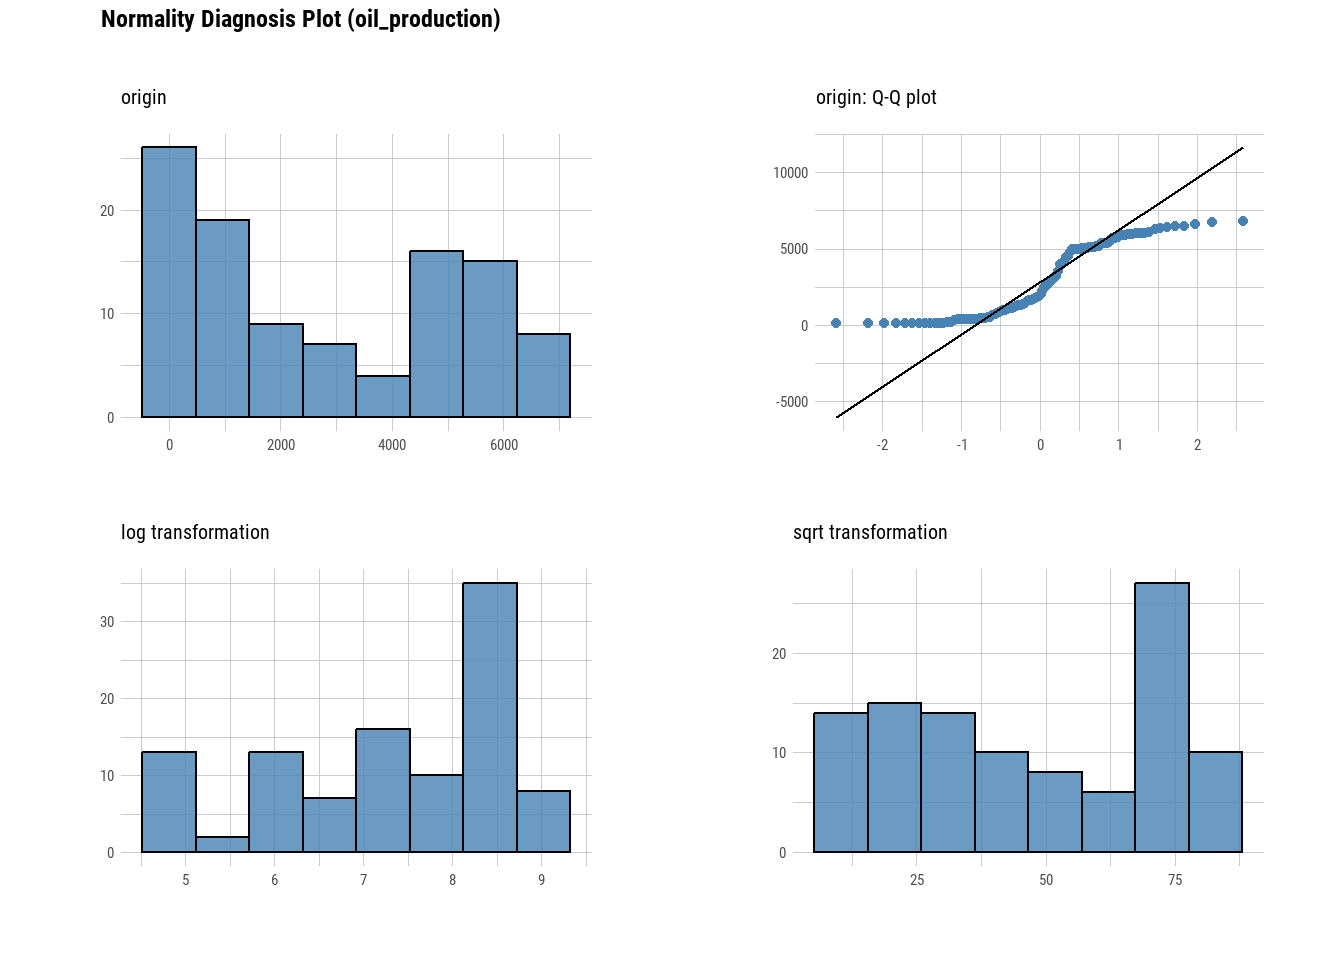 Normality Diagnosis Plot (oil_production)
origin
20
10
0
0 2000 4000 6000
origin: Q-Q plot
10000
5000
0
-5000
-2 -1 0 1 2
log transformation
30
20
10
0
5 6 7 8 9
sqrt transformation
20
10
0
25 50 75